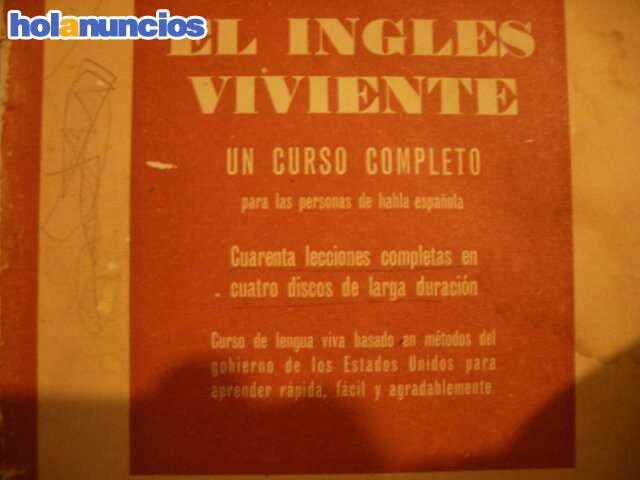 holanuncios
EL INGLES
VIVIENTE
UN CURSO COMPLETO
para las personas de habla española
Cuarenta lecciones completas en
cuatro discos de larga duración
Curso de lengua viva basado en métodos del
gobierno de los Estados Unidos para
aprender rápida, fácil y agradablemente.